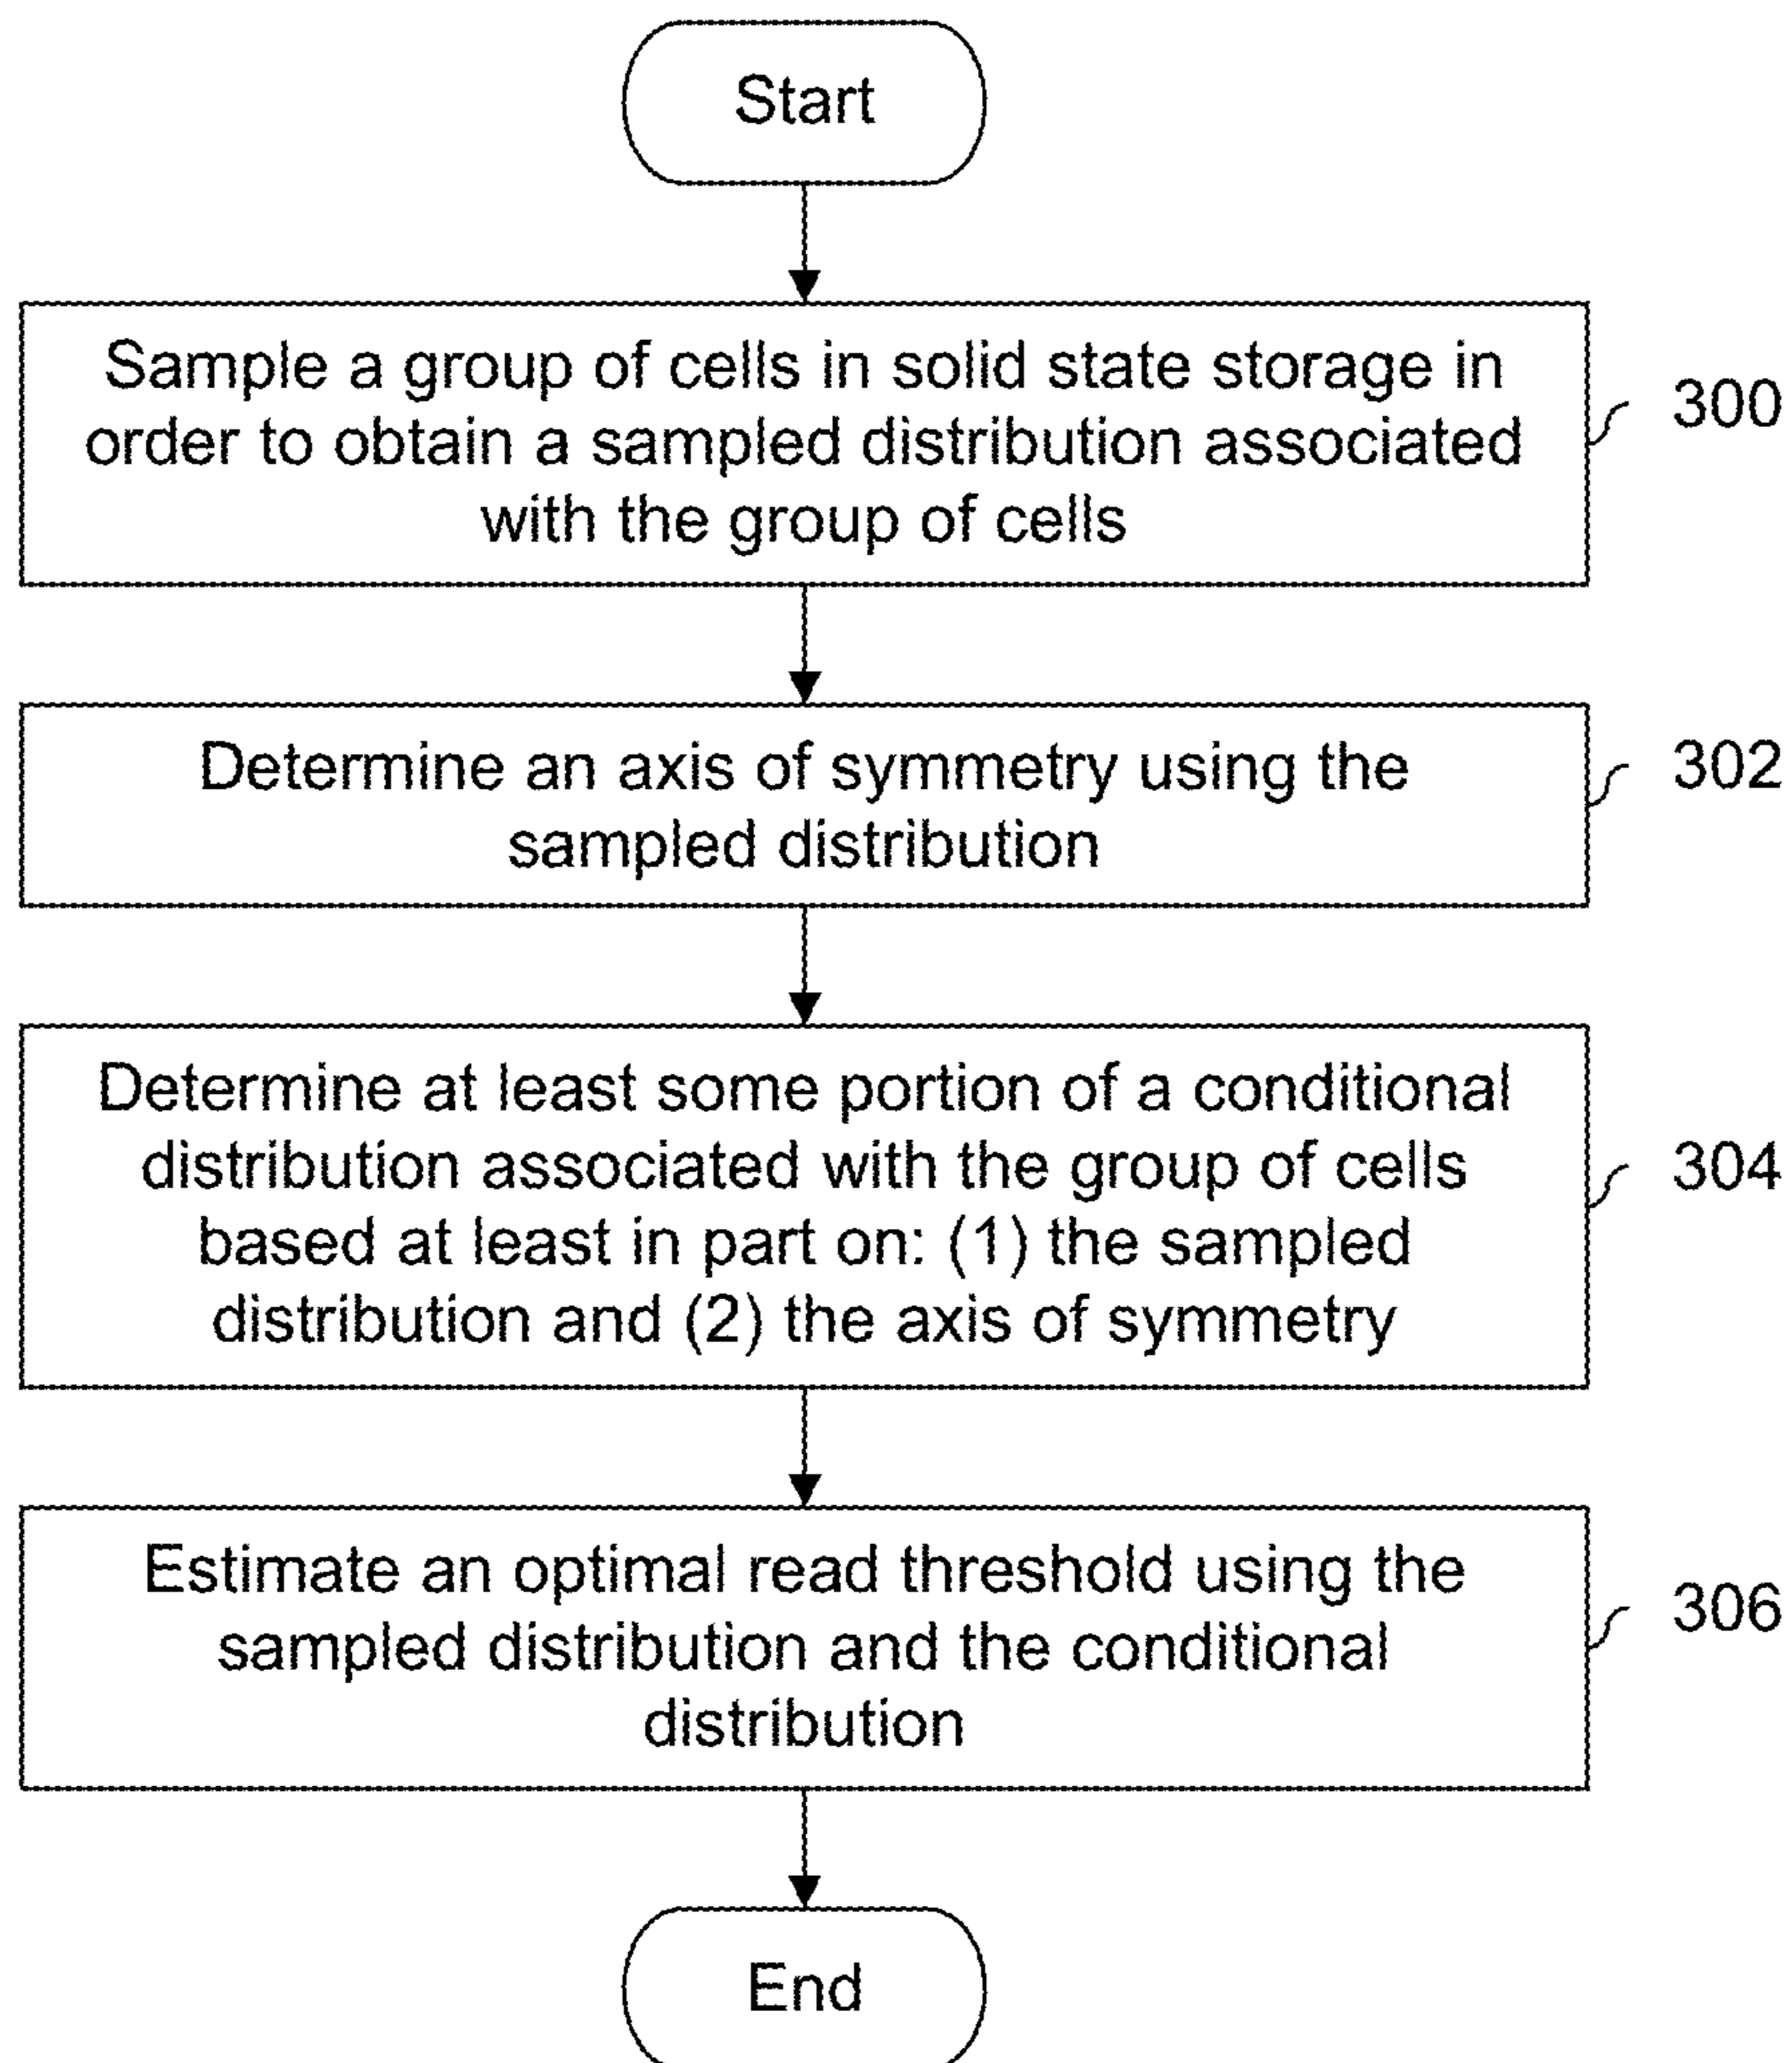 Start
Sample a group of cells in solid state storage in
order to obtain a sampled distribution associated
with the group of cells
300
Determine an axis of symmetry using the
sampled distribution
302
Determine at least some portion of a conditional
distribution associated with the group of cells
based at least in part on: (1) the sampled
distribution and (2) the axis of symmetry
304
Estimate an optimal read threshold using the
sampled distribution and the conditional
distribution
306
End